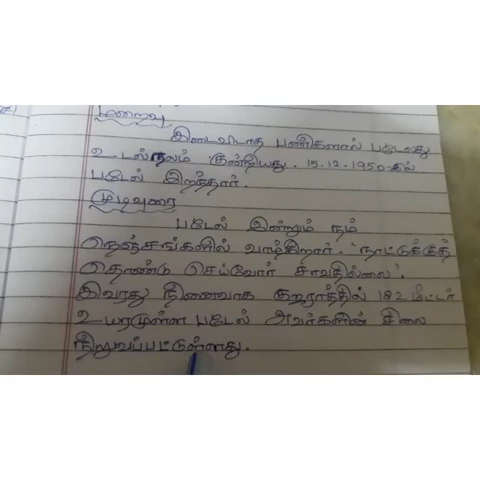 மறைவு
இடைவிடாத பணிகளால் படேலது
உடல்நலம் குன்றியது. 15.12.1950-ல்
படேல் இறந்தார்.
முடிவுரை
படேல் இன்றும் நம்
நெஞ்சங்களில் வாழ்கிறார். 'நாட்டுக்குத்
தொண்டு செய்வோர் சாவதில்லை'.
இவரது நினைவாக குஜராத்தில் 182 மீட்டர்
உயரமுள்ள படேல் அவர்களின் சிலை
நிறுவப்பட்டுள்ளது.